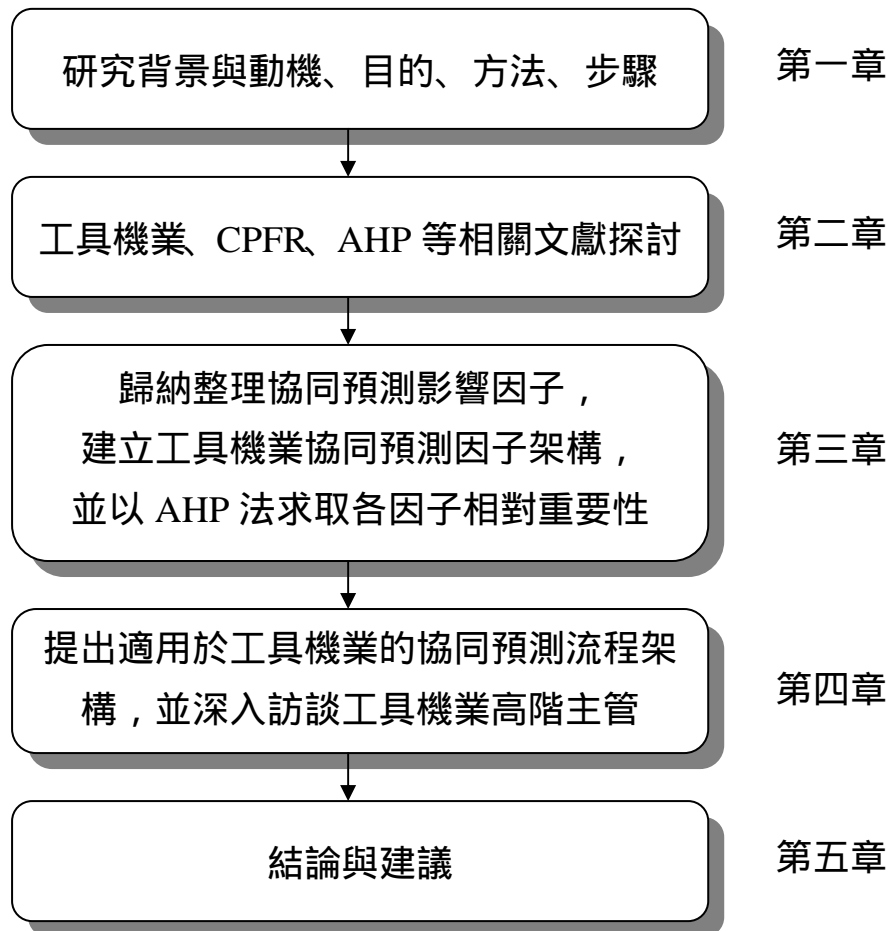 研究背景與動機、目的、方法、步驟
第一章
工具機業、CPFR、AHP 等相關文獻探討
第二章
歸納整理協同預測影響因子，
建立工具機業協同預測因子架構，
並以 AHP 法求取各因子相對重要性
第三章
提出適用於工具機業的協同預測流程架
構，並深入訪談工具機業高階主管
第四章
結論與建議
第五章